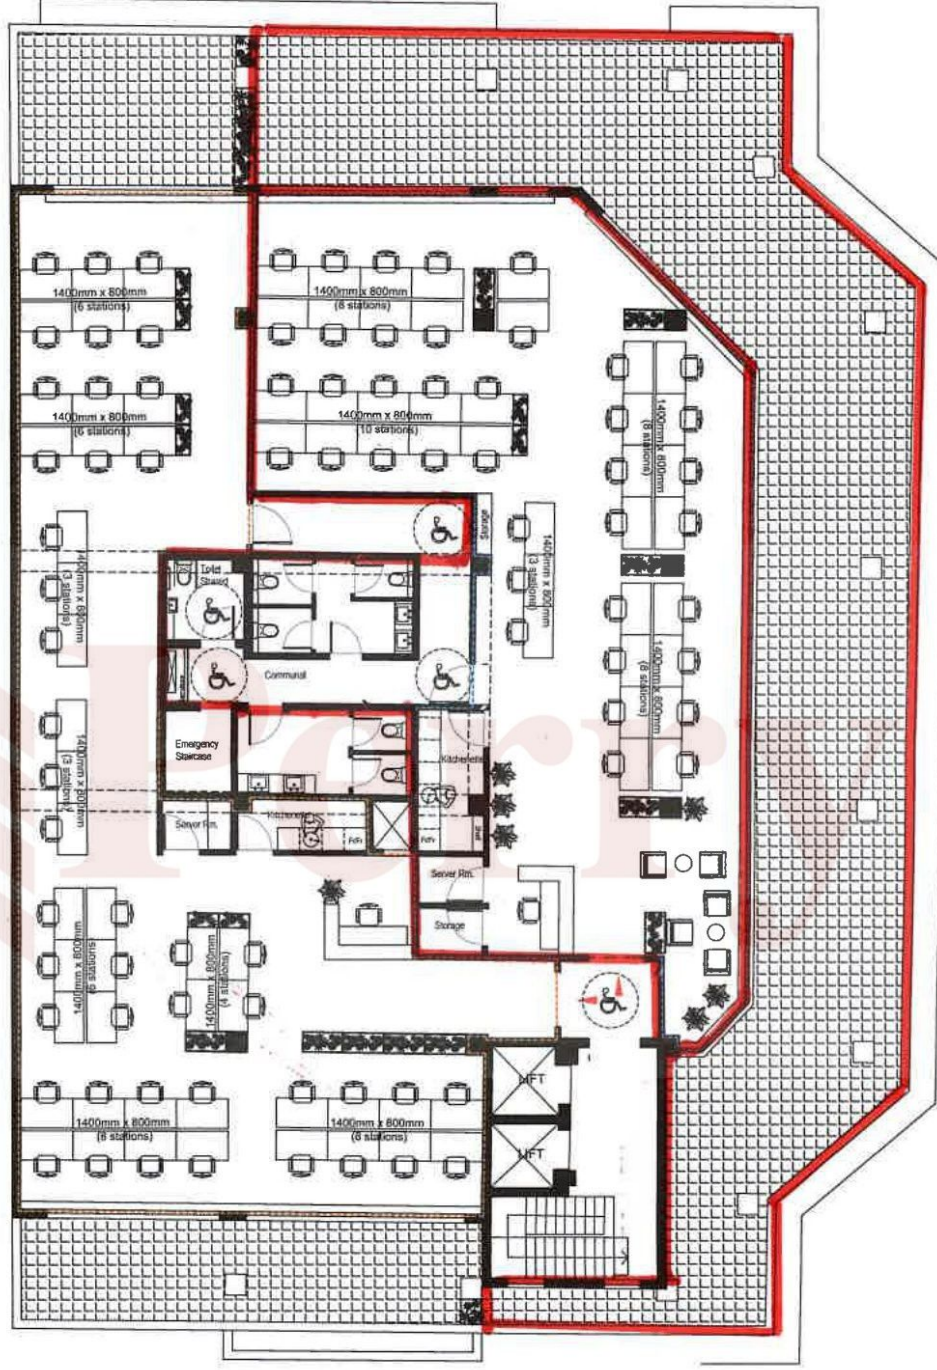 1400mm x 800mm
(6 stations)
1400mm x 800mm
(8 stations)
1400mm x 800mm
(6 stations)
1400mm x 800mm
(10 stations)
1400mm x 800mm
(8 stations)
Storage
1400mm x 800mm
(3 stations)
1400mm x 800mm
(3 stations)
Toilet
Shared
1400mm x 800mm
(8 stations)
Communal
Emergency
Staircase
1400mm x 800mm
(3 stations)
Kitchenette
Server Rm.
Kitchenette
Server Rm.
Storage
1400mm x 800mm
(6 stations)
1400mm x 800mm
(4 stations)
LIFT
1400mm x 800mm
(8 stations)
1400mm x 800mm
(8 stations)
LIFT
Perry